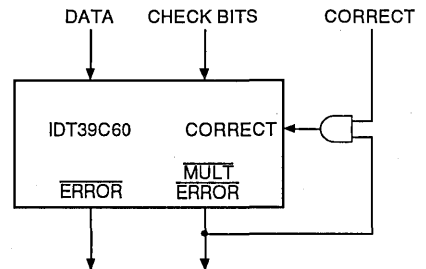 DATA CHECK BITS CORRECT
IDT39C60 CORRECT
MULT
ERROR ERROR